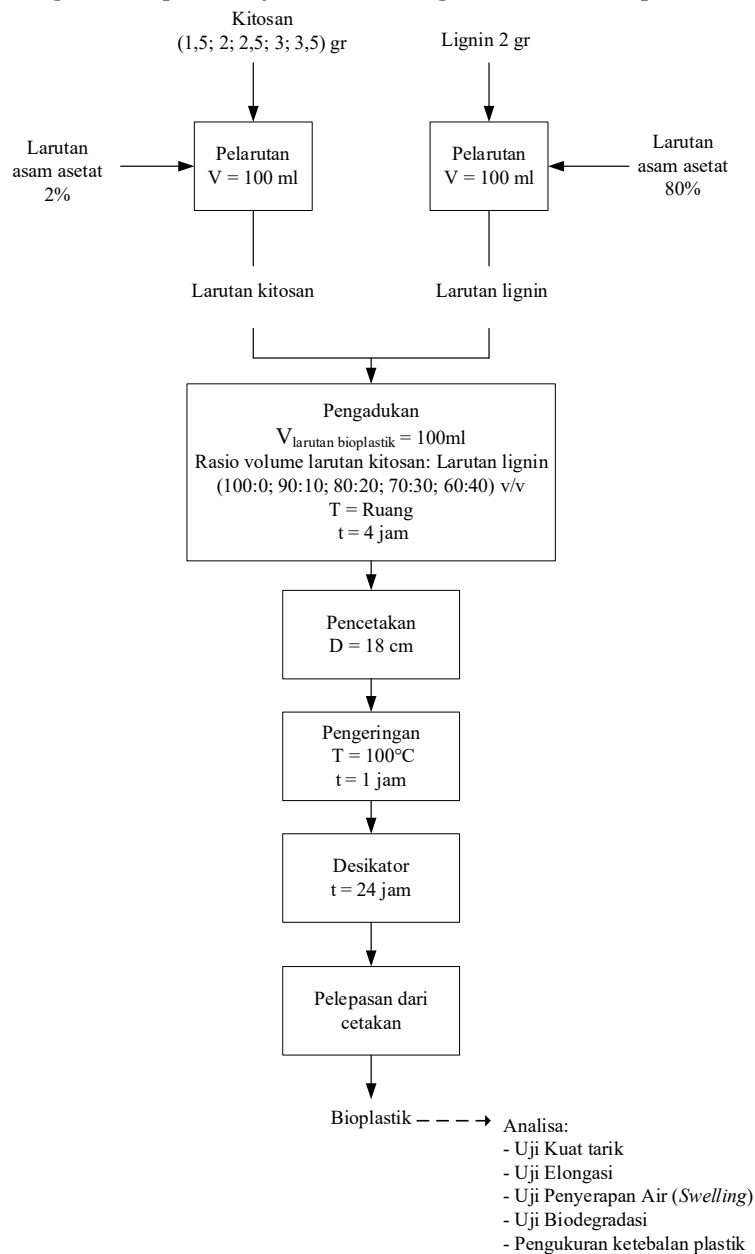 Kitosan
(1,5; 2; 2,5; 3; 3,5) gr
Lignin 2 gr
Larutan
asam asetat
2%
Pelarutan
V = 100 ml
Pelarutan
V = 100 ml
Larutan
asam asetat
80%
Larutan kitosan
Larutan lignin
Pengadukan
V larutan bioplastik = 100ml
Rasio volume larutan kitosan: Larutan lignin
(100:0; 90:10; 80:20; 70:30; 60:40) v/v
T = Ruang
t = 4 jam
Pencetakan
D = 18 cm
Pengeringan
T = 100°C
t = 1 jam
Desikator
t = 24 jam
Pelepasan dari
cetakan
Bioplastik
Analisa:
- Uji Kuat tarik
- Uji Elongasi
- Uji Penyerapan Air (Swelling)
- Uji Biodegradasi
- Pengukuran ketebalan plastik